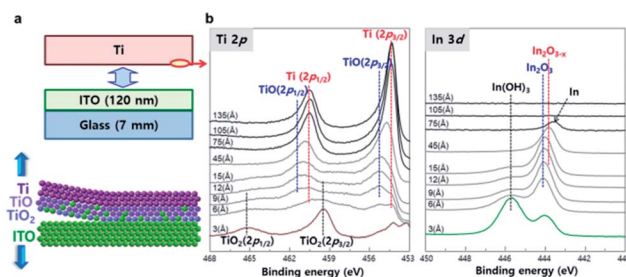 a
Ti
ITO (120 nm)
Glass (7 mm)
Ti
TiO
TiO2
ITO
b
Ti 2p
Ti (2p3/2)
TiO(2p3/2)
Ti (2p1/2)
TiO(2p1/2)
135(Å)
105(Å)
75(Å)
45(Å)
15(Å)
12(Å)
9(Å)
6(Å)
3(Å)
TiO2(2p1/2)
TiO2(2p3/2)
468 465 462 459 456 453
Binding energy (eV)
In 3d
In2O3-x
In2O3
In(OH)3
In
135(Å)
105(Å)
75(Å)
45(Å)
15(Å)
12(Å)
9(Å)
6(Å)
3(Å)
450 448 446 444 442
Binding energy (eV)